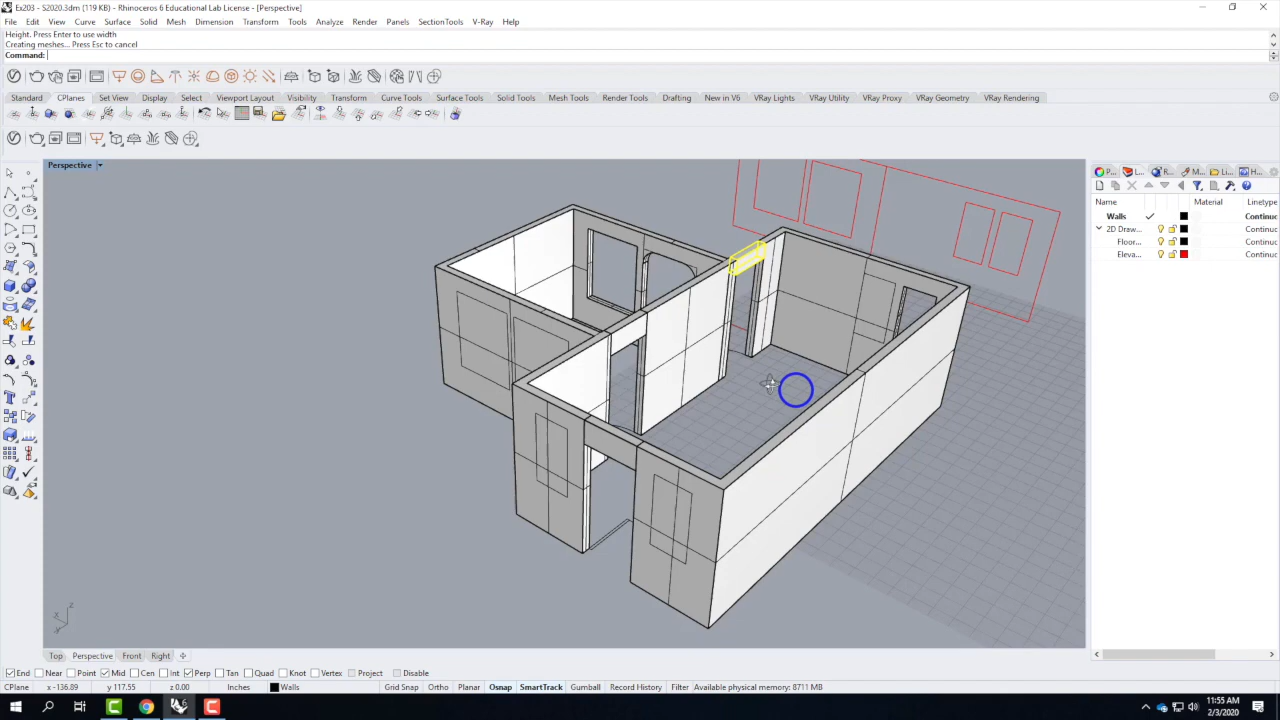 Ex203 - S2020.3dm (119 KB) - Rhinoceros 6 Educational Lab License - [Perspective]
File Edit View Curve Surface Solid Mesh Dimension Transform Tools Analyze Render Panels SectionTools V-Ray Help
Height. Press Enter to use width
Creating meshes... Press Esc to cancel
Command:
Standard CPlanes Set View Display Select Viewport Layout Visibility Transform Curve Tools Surface Tools Solid Tools Mesh Tools Render Tools Drafting New in V6 VRay Lights VRay Utility VRay Proxy VRay Geometry VRay Rendering
Perspective
P... L... R... M... Li... H...
Name Material Linetype
Walls Continuc
2D Draw... Continuc
Floor... Continuc
Eleva... Continuc
z
x
y
Top Perspective Front Right
End Near Point Mid Cen Int Perp Tan Quad Knot Vertex Project Disable
CPlane x -136.89 y 117.55 z 0.00 Inches Walls Grid Snap Ortho Planar Osnap SmartTrack Gumball Record History Filter Available physical memory: 8711 MB
11:55 AM
2/3/2020